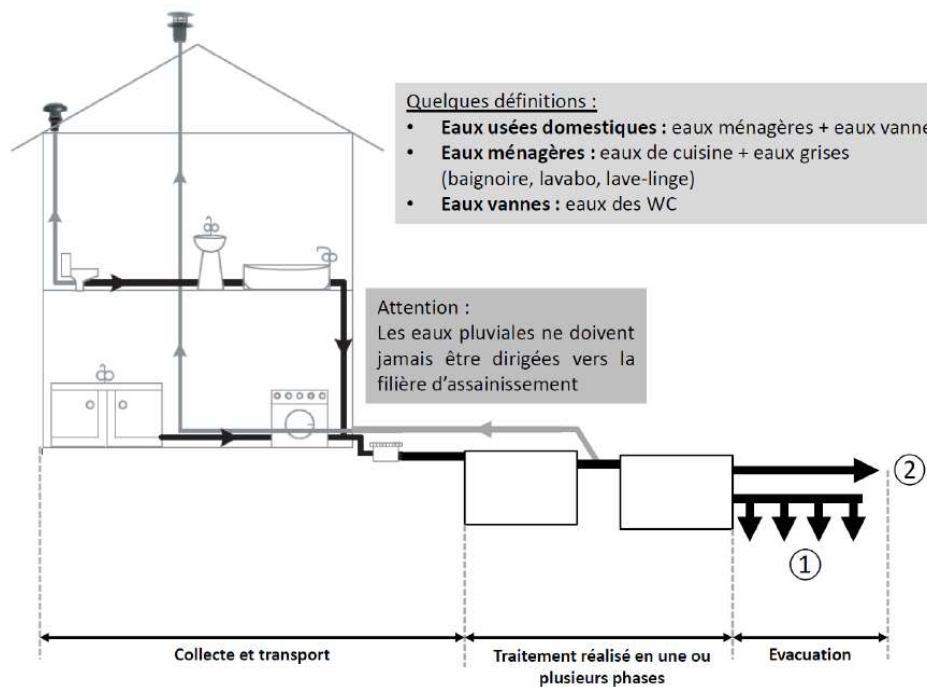 Quelques définitions :
• Eaux usées domestiques : eaux ménagères + eaux vanne
• Eaux ménagères : eaux de cuisine + eaux grises
(baignoire, lavabo, lave-linge)
• Eaux vannes : eaux des WC
Attention :
Les eaux pluviales ne doivent
jamais être dirigées vers la
filière d'assainissement
②
①
Collecte et transport
Traitement réalisé en une ou
plusieurs phases
Evacuation